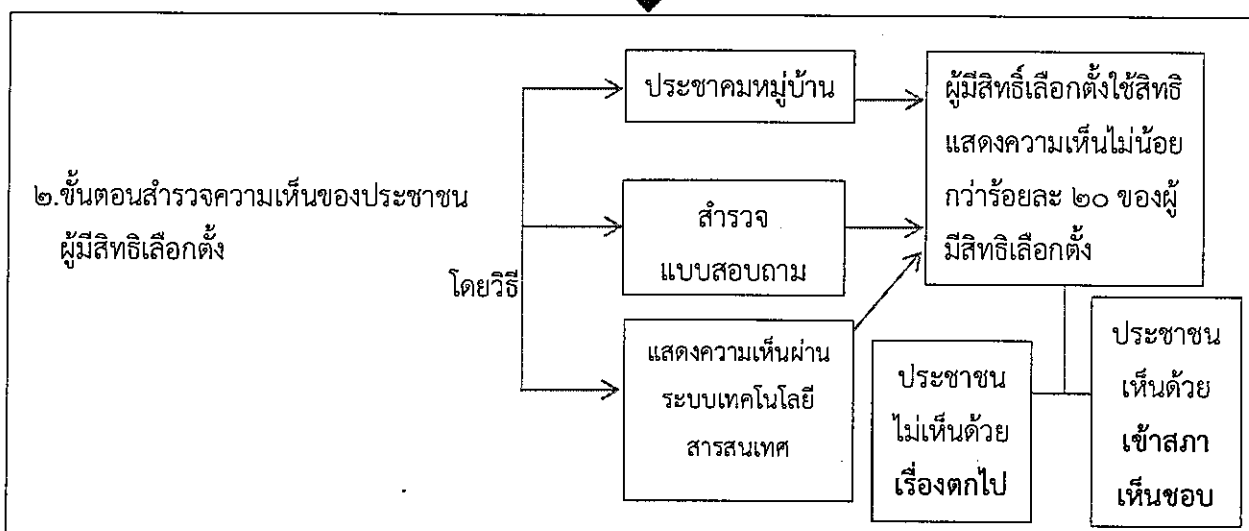 ๒.ขั้นตอนสำรวจความเห็นของประชาชน
ผู้มีสิทธิเลือกตั้ง
โดยวิธี
ประชาคมหมู่บ้าน
สำรวจ
แบบสอบถาม
แสดงความเห็นผ่าน
ระบบเทคโนโลยี
สารสนเทศ
ผู้มีสิทธิ์เลือกตั้งใช้สิทธิ
แสดงความเห็นไม่น้อย
กว่าร้อยละ ๒๐ ของผู้
มีสิทธิเลือกตั้ง
ประชาชน
ไม่เห็นด้วย
เรื่องตกไป
ประชาชน
เห็นด้วย
เข้าสภา
เห็นชอบ